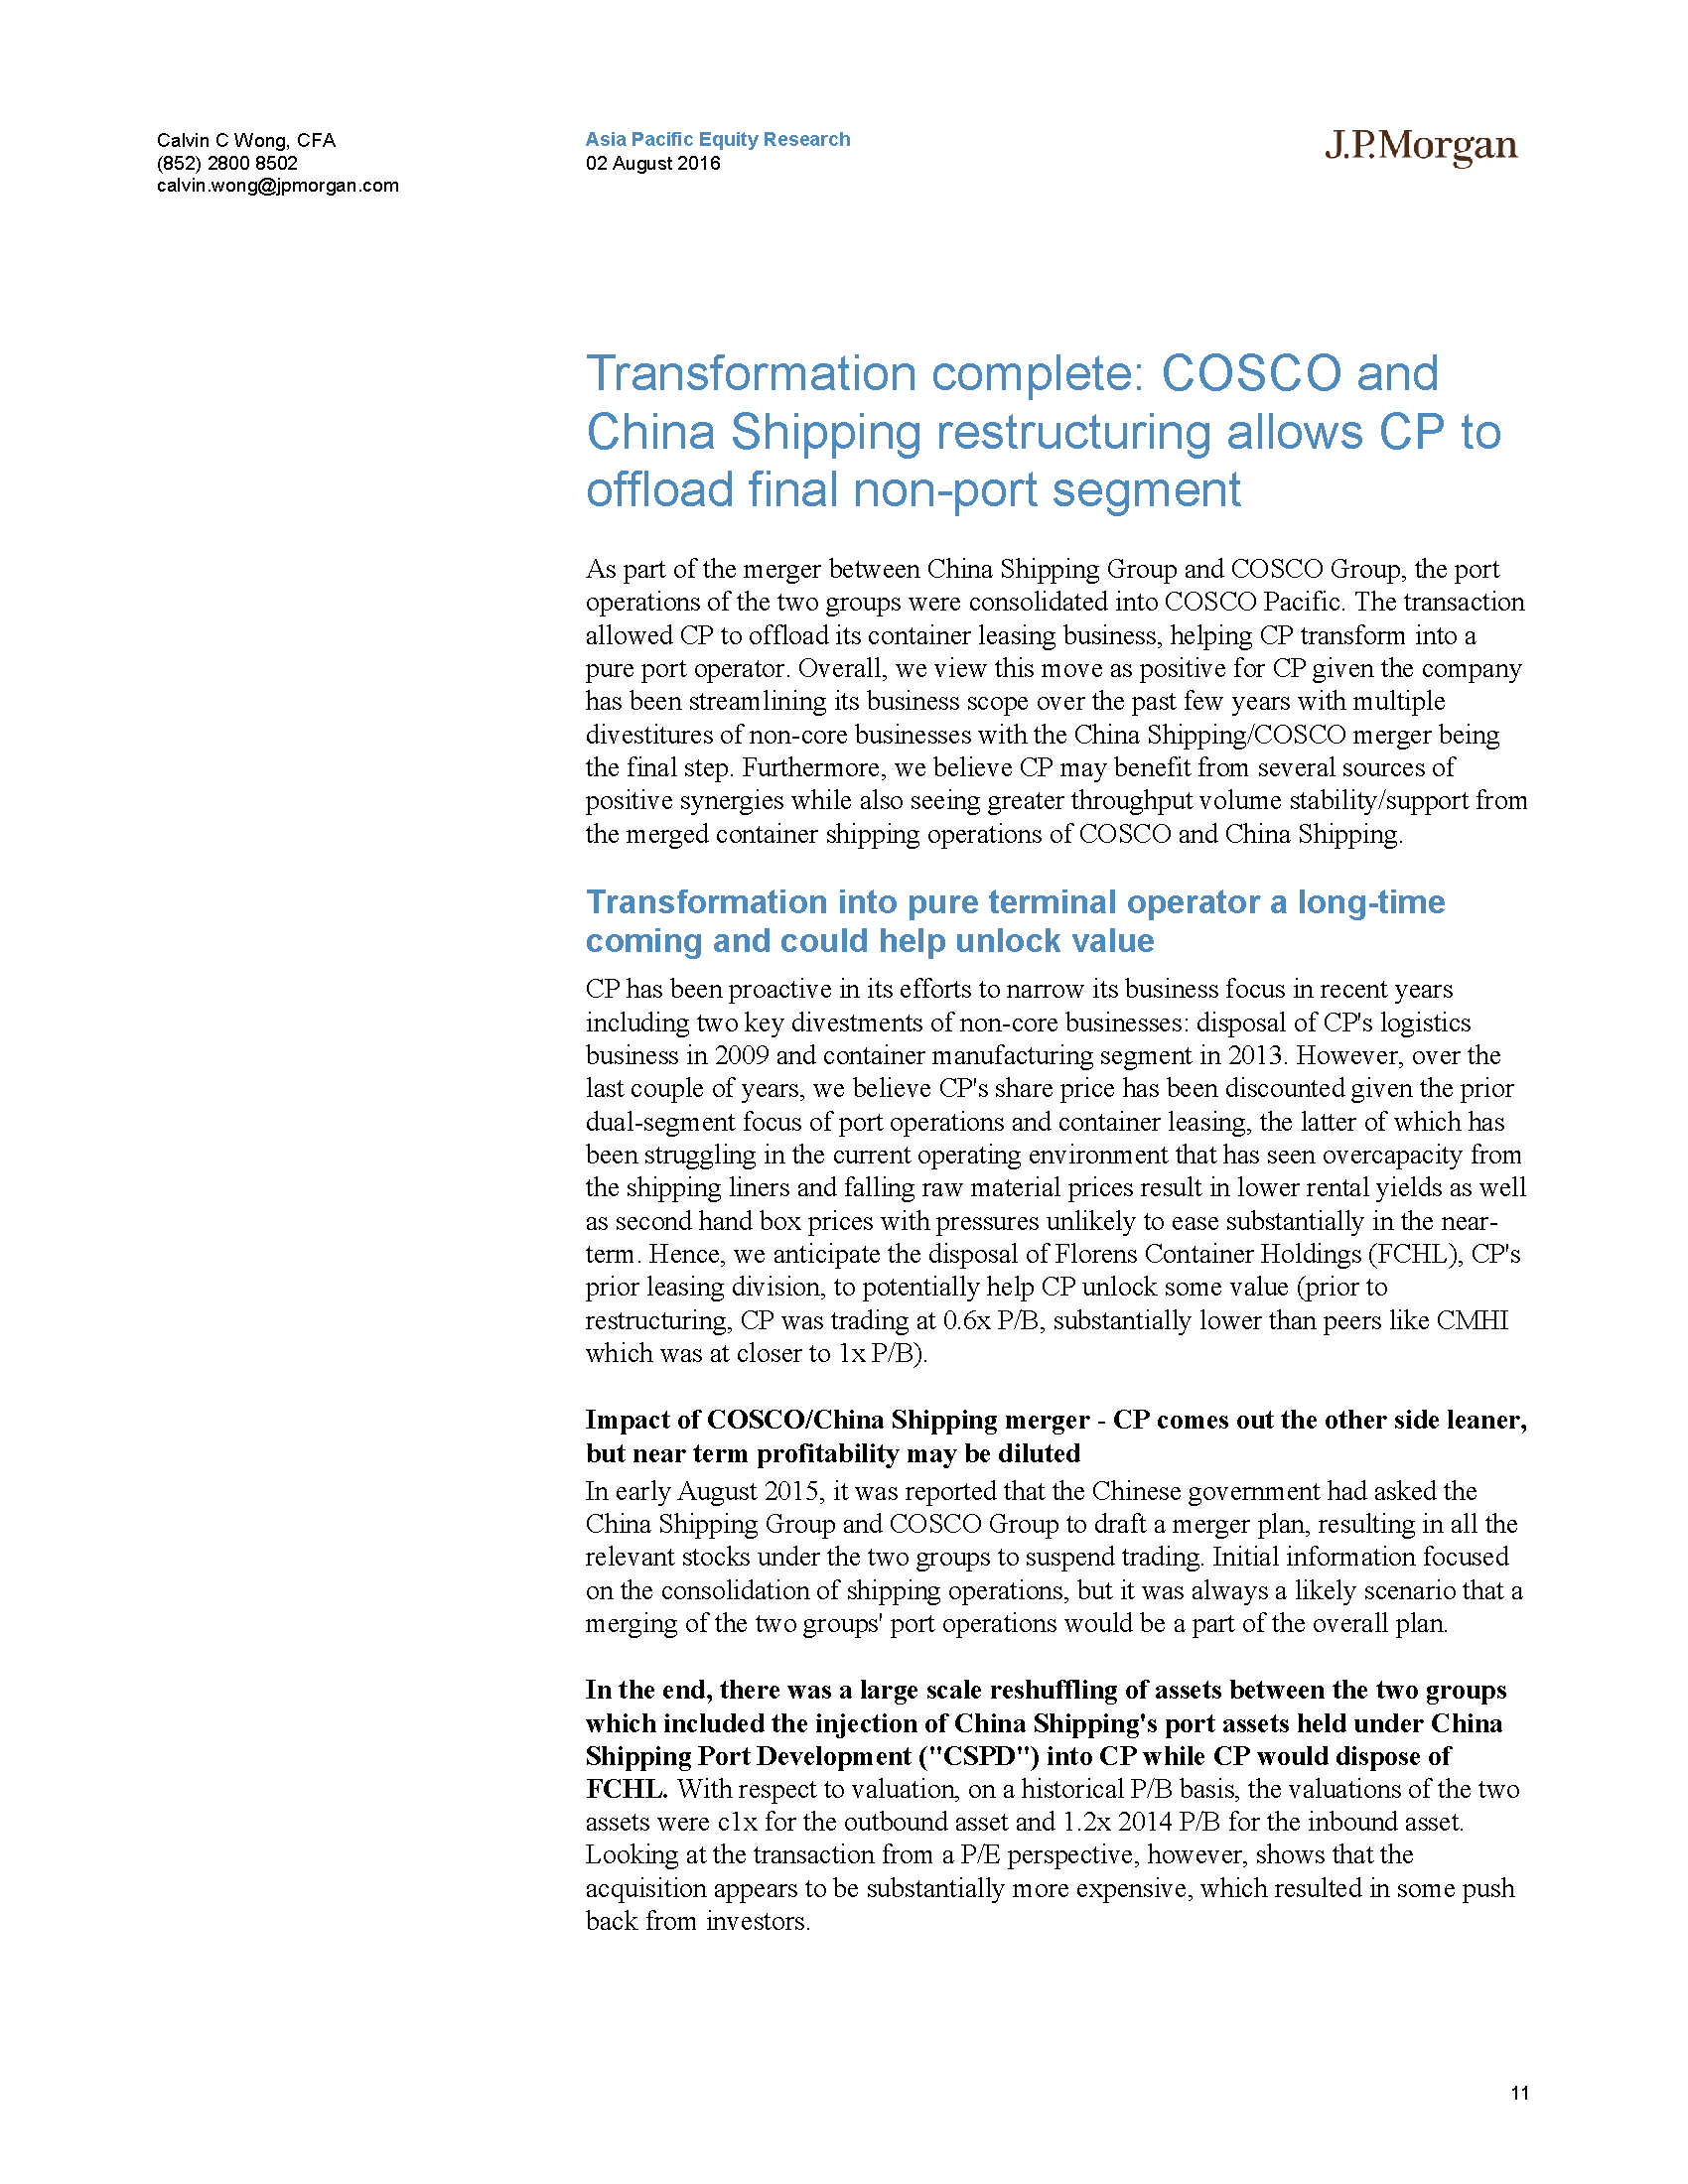 Calvin C Wong, CFA
(852) 2800 8502
calvin.wong@jpmorgan.com
Asia Pacific Equity Research
02 August 2016
J.P.Morgan
Transformation complete: COSCO and
China Shipping restructuring allows CP to
offload final non-port segment
As part of the merger between China Shipping Group and COSCO Group, the port
operations of the two groups were consolidated into COSCO Pacific. The transaction
allowed CP to offload its container leasing business, helping CP transform into a
pure port operator. Overall, we view this move as positive for CP given the company
has been streamlining its business scope over the past few years with multiple
divestitures of non-core businesses with the China Shipping/COSCO merger being
the final step. Furthermore, we believe CP may benefit from several sources of
positive synergies while also seeing greater throughput volume stability/support from
the merged container shipping operations of COSCO and China Shipping.
Transformation into pure terminal operator a long-time
coming and could help unlock value
CP has been proactive in its efforts to narrow its business focus in recent years
including two key divestments of non-core businesses: disposal of CP's logistics
business in 2009 and container manufacturing segment in 2013. However, over the
last couple of years, we believe CP's share price has been discounted given the prior
dual-segment focus of port operations and container leasing, the latter of which has
been struggling in the current operating environment that has seen overcapacity from
the shipping liners and falling raw material prices result in lower rental yields as well
as second hand box prices with pressures unlikely to ease substantially in the near-
term. Hence, we anticipate the disposal of Florens Container Holdings (FCHL), CP's
prior leasing division, to potentially help CP unlock some value (prior to
restructuring, CP was trading at 0.6x P/B, substantially lower than peers like CMHI
which was at closer to 1x P/B).
Impact of COSCO/China Shipping merger - CP comes out the other side leaner,
but near term profitability may be diluted
In early August 2015, it was reported that the Chinese government had asked the
China Shipping Group and COSCO Group to draft a merger plan, resulting in all the
relevant stocks under the two groups to suspend trading. Initial information focused
on the consolidation of shipping operations, but it was always a likely scenario that a
merging of the two groups' port operations would be a part of the overall plan.
In the end, there was a large scale reshuffling of assets between the two groups
which included the injection of China Shipping's port assets held under China
Shipping Port Development ("CSPD") into CP while CP would dispose of
FCHL. With respect to valuation, on a historical P/B basis, the valuations of the two
assets were c1x for the outbound asset and 1.2x 2014 P/B for the inbound asset.
Looking at the transaction from a P/E perspective, however, shows that the
acquisition appears to be substantially more expensive, which resulted in some push
back from investors.
11